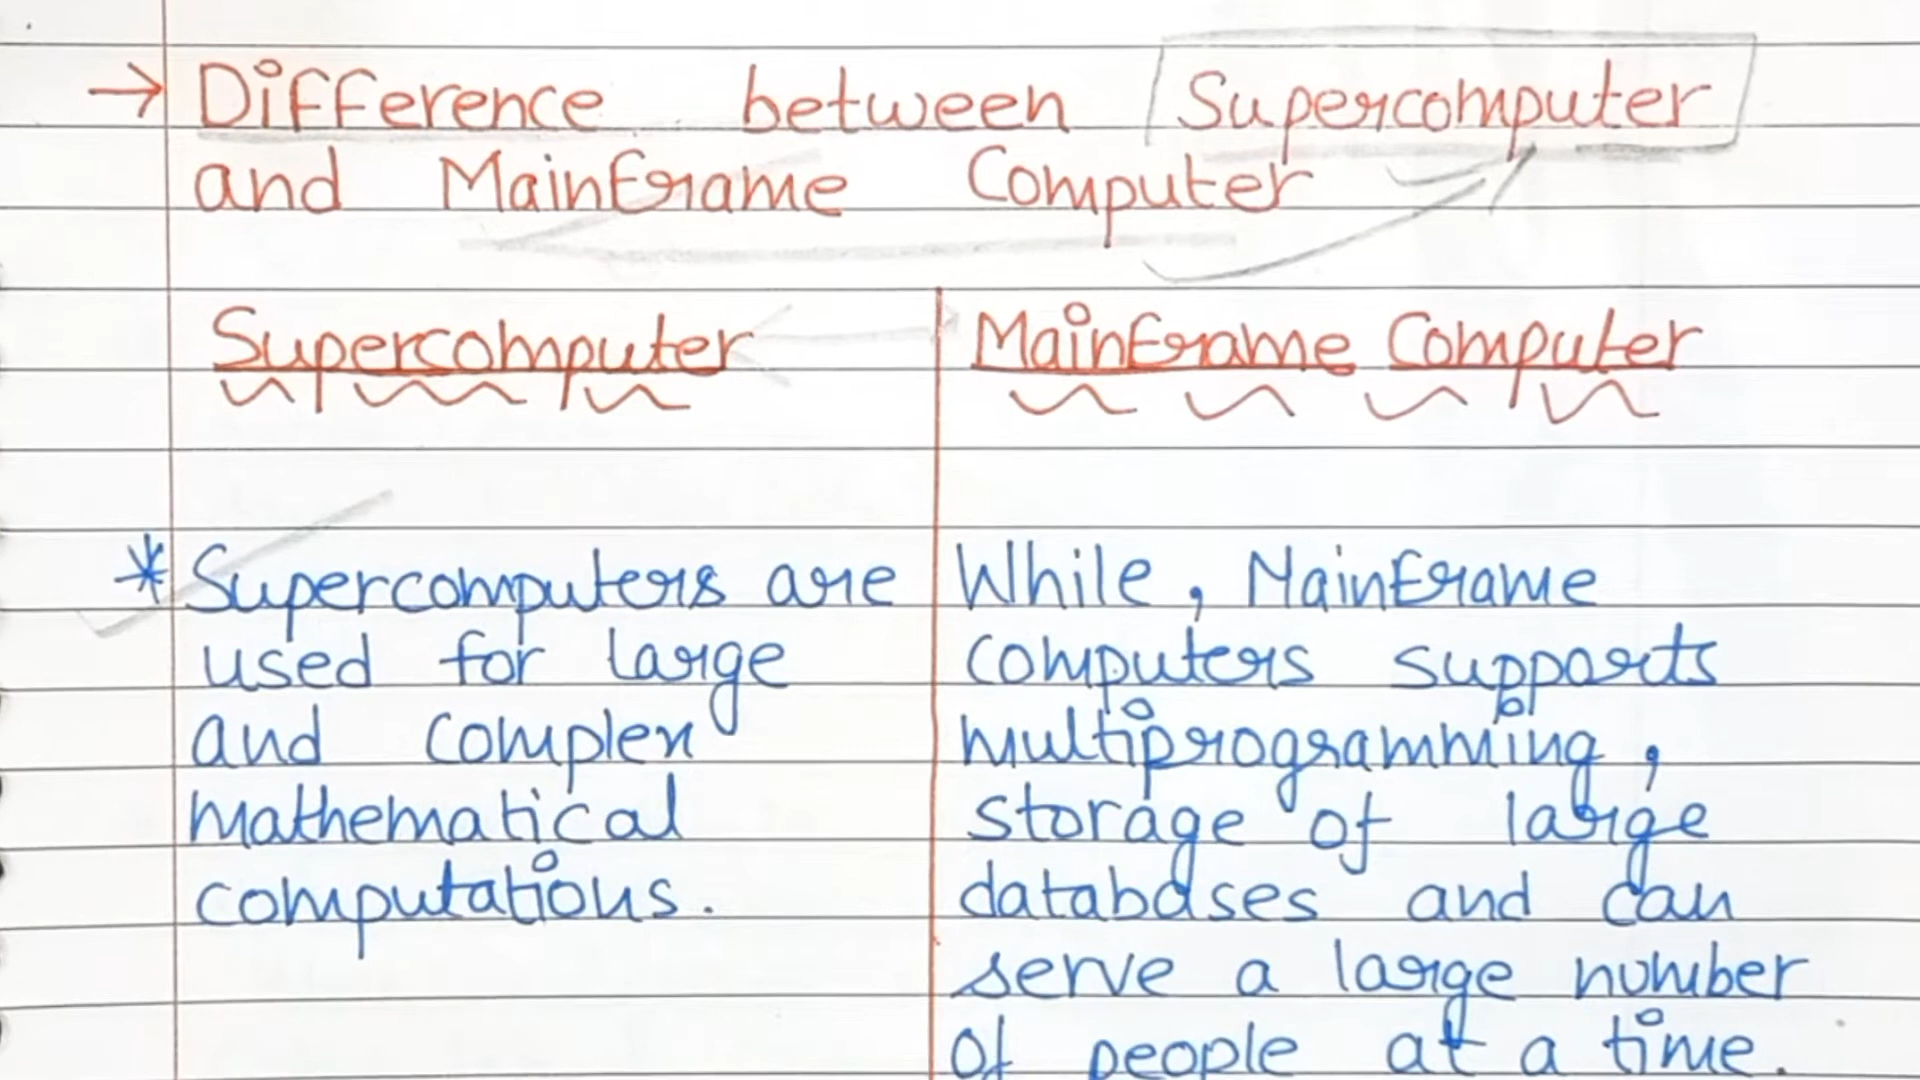 → Difference between Supercomputer
and Mainframe Computer
Supercomputer
Mainframe Computer
* Supercomputers are
used for large
and complex
mathematical
computations.
While, Mainframe
computers supports
multiprogramming,
storage of large
databases and can
serve a large number
of people at a time.